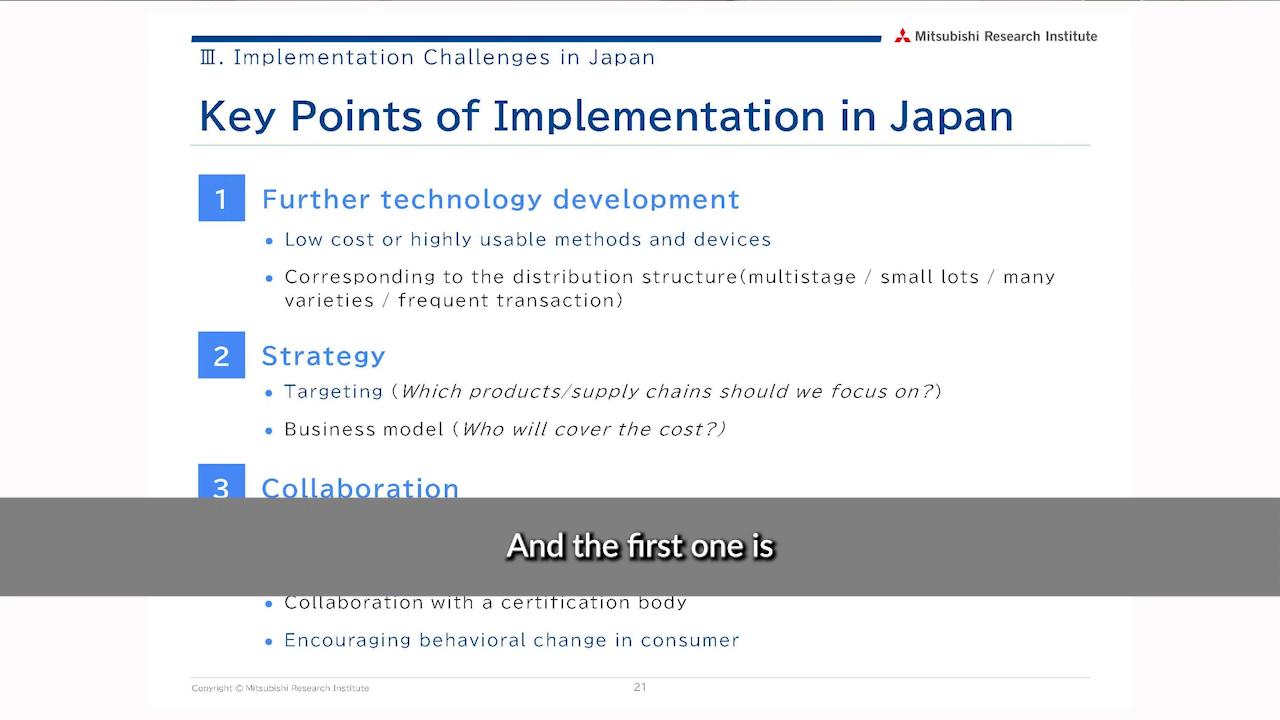 Mitsubishi Research Institute
Ⅲ. Implementation Challenges in Japan
Key Points of Implementation in Japan
1 Further technology development
• Low cost or highly usable methods and devices
• Corresponding to the distribution structure(multistage / small lots / many
varieties / frequent transaction)
2 Strategy
• Targeting (Which products/supply chains should we focus on?)
• Business model (Who will cover the cost?)
3 Collaboration
And the first one is
• Collaboration with a certification body
• Encouraging behavioral change in consumer
Copyright © Mitsubishi Research Institute
21